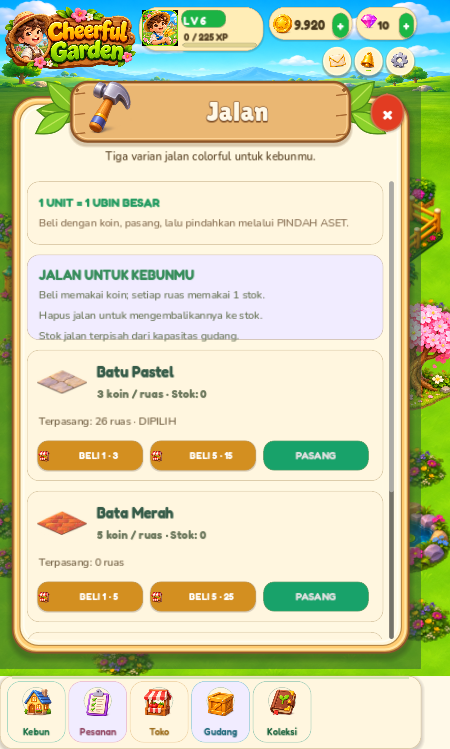 Cheerful
Garden
LV 6
0 / 225 XP
9.920
+
10
+
Jalan
Tiga varian jalan colorful untuk kebunmu.
1 UNIT = 1 UBIN BESAR
Beli dengan koin, pasang, lalu pindahkan melalui PINDAH ASET.
JALAN UNTUK KEBUNMU
Beli memakai koin; setiap ruas memakai 1 stok.
Hapus jalan untuk mengembalikannya ke stok.
Stok jalan terpisah dari kapasitas gudang.
Batu Pastel
3 koin / ruas · Stok: 0
Terpasang: 26 ruas · DIPILIH
BELI 1 · 3
BELI 5 · 15
PASANG
Bata Merah
5 koin / ruas · Stok: 0
Terpasang: 0 ruas
BELI 1 · 5
BELI 5 · 25
PASANG
Kebun
Pesanan
Toko
Gudang
Koleksi